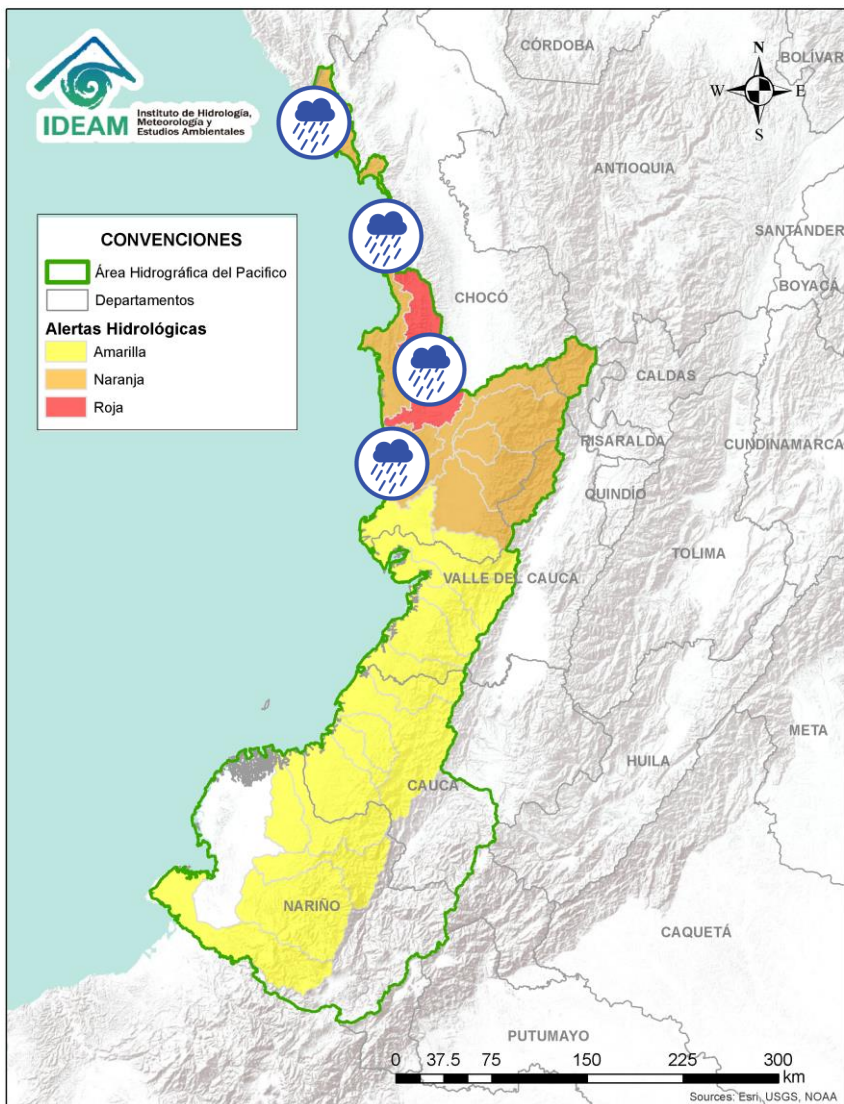 CÓRDOBA
BOLÍVAR
N
W
E
S
IDEAM
Instituto de Hidrología,
Meteorología y
Estudios Ambientales
ANTIOQUIA
SANTANDER
BOYACÁ
CONVENCIONES
Área Hidrográfica del Pacifico
Departamentos
Alertas Hidrológicas
Amarilla
Naranja
Roja
CHOCÓ
CALDAS
RISARALDA
CUNDINAMARCA
QUINDÍO
TOLIMA
VALLE DEL CAUCA
META
HUILA
CAUCA
NARIÑO
CAQUETÁ
PUTUMAYO
0 37.5 75 150 225 300
km
Sources: Esri, USGS, NOAA